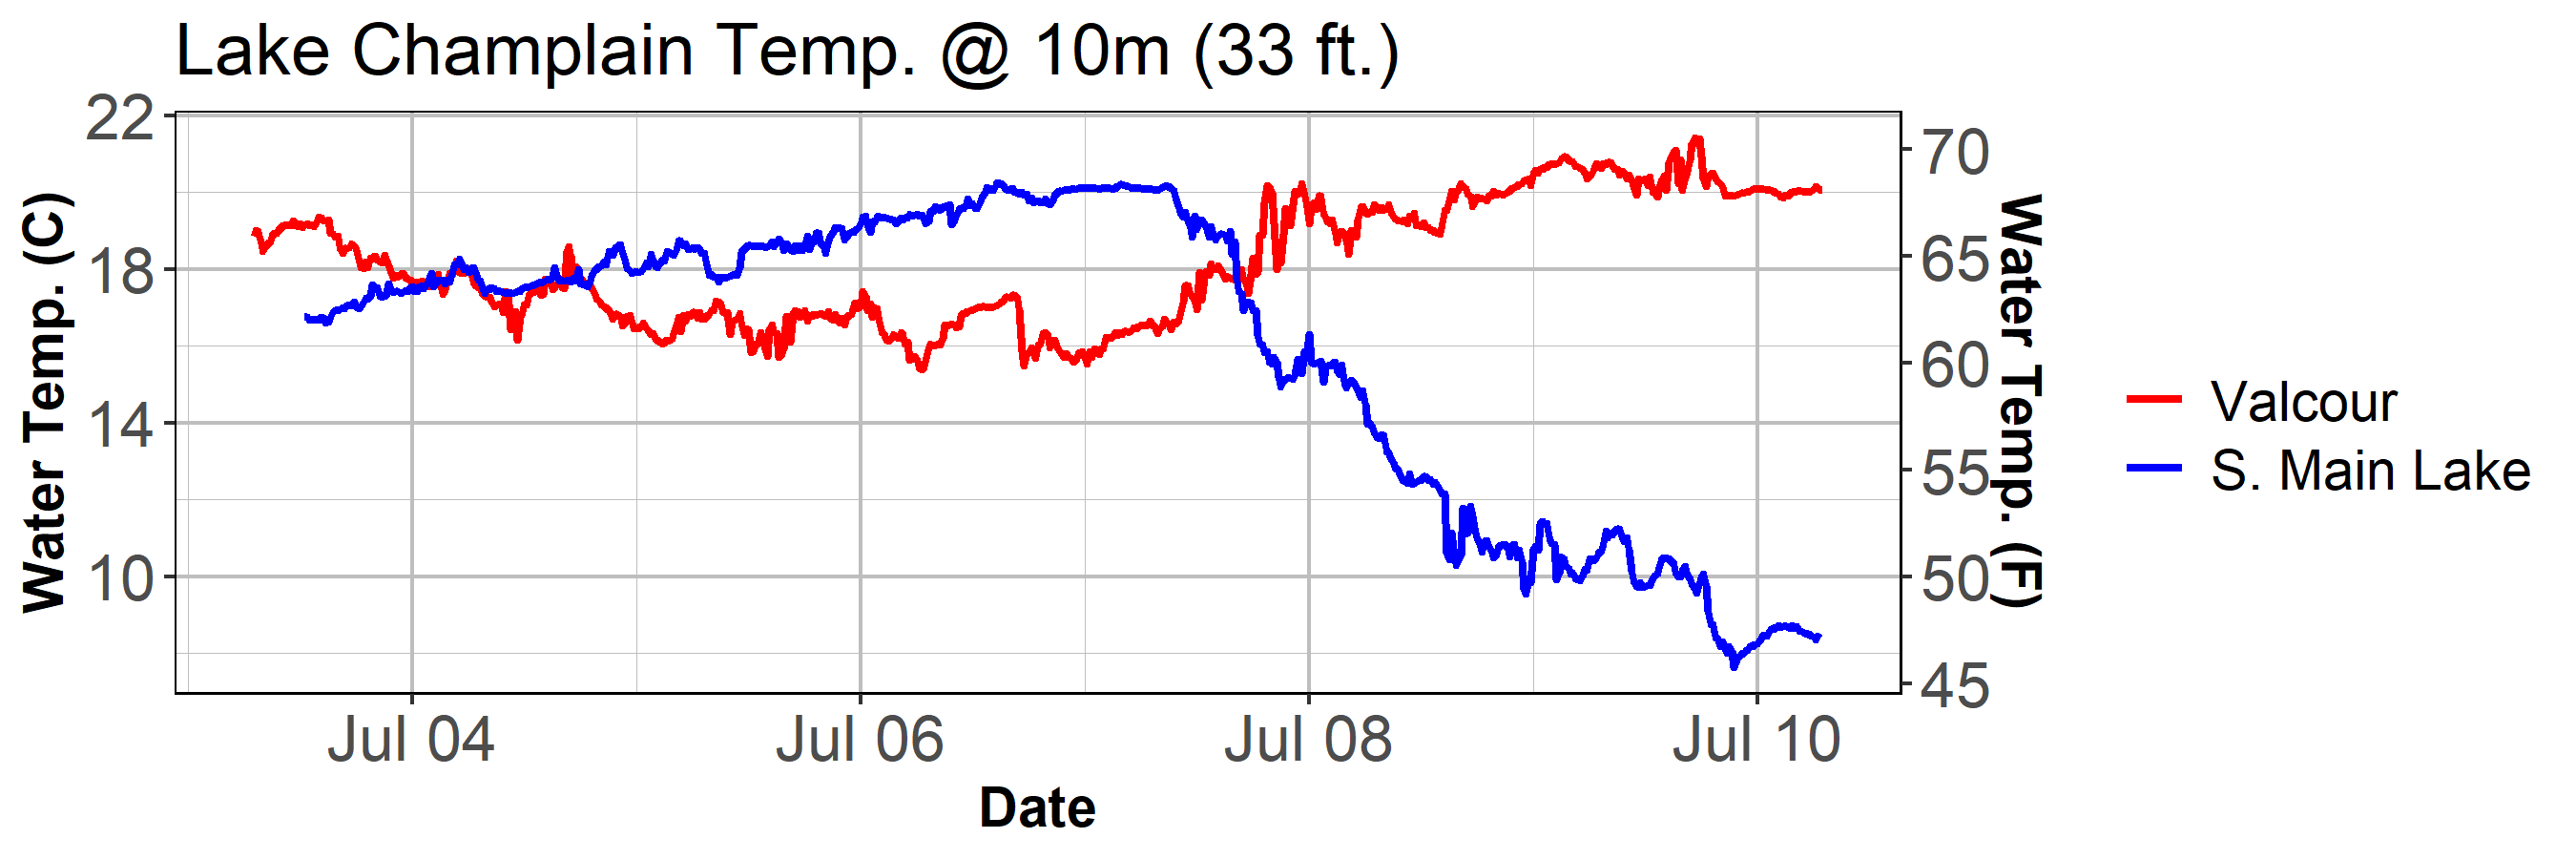 Lake Champlain Temp. @ 10m (33 ft.)
Water Temp. (C)
22
18
14
10
70
65
60
55
50
45
Water Temp. (F)
Jul 04
Jul 06
Jul 08
Jul 10
Date
Valcour
S. Main Lake